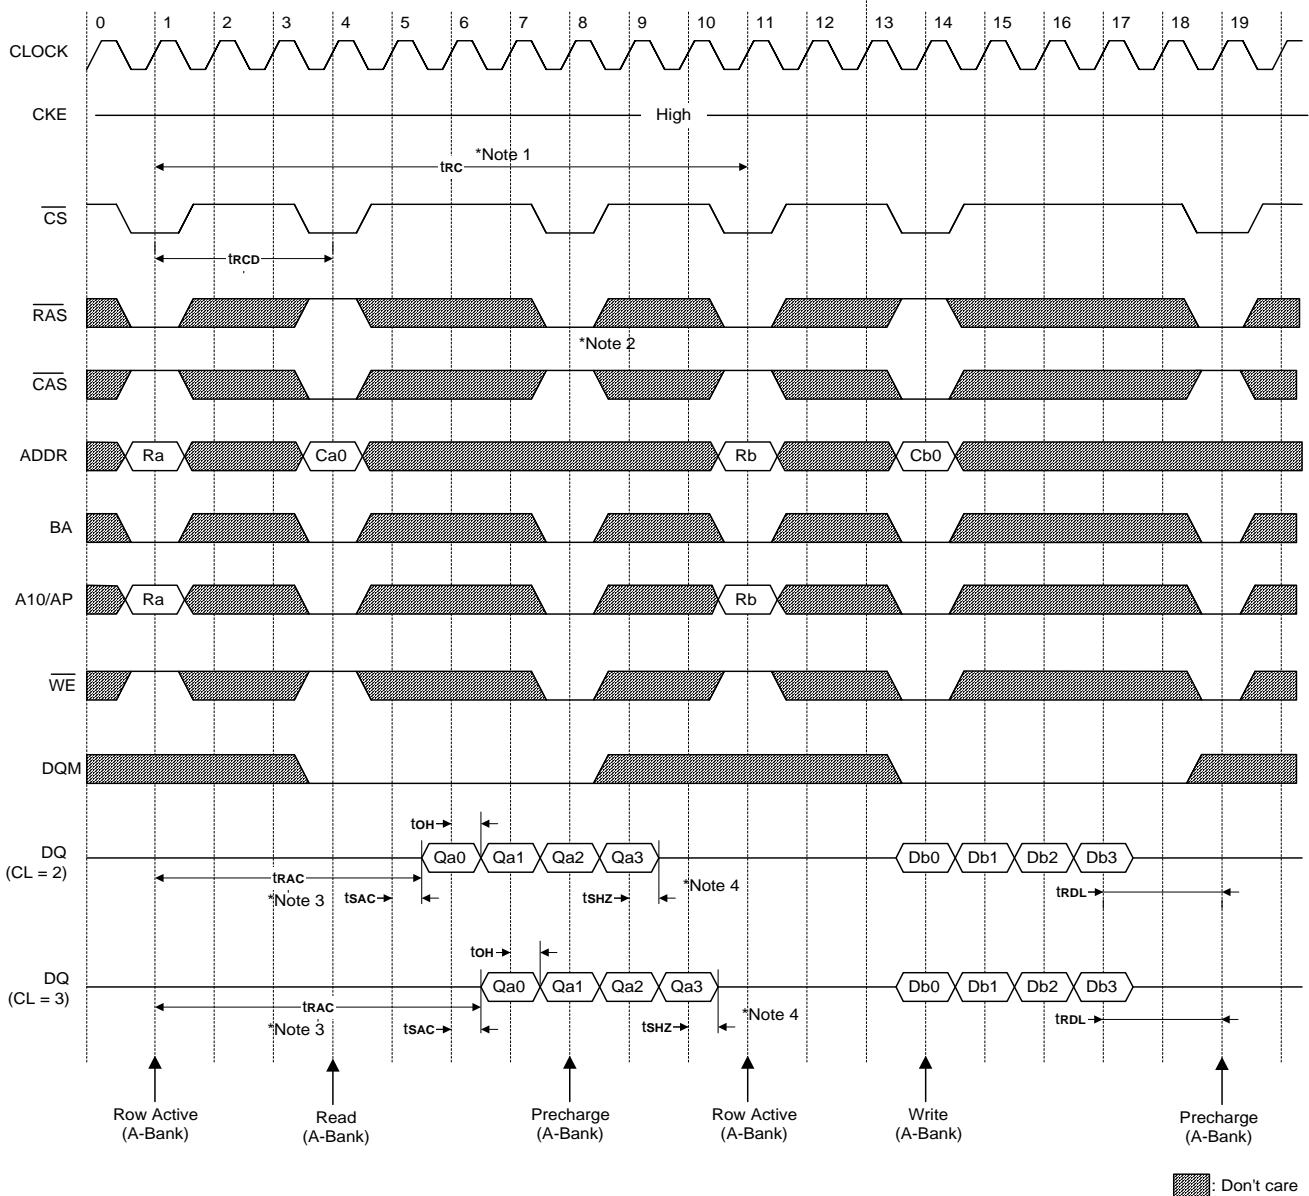 0 1 2 3 4 5 6 7 8 9 10 11 12 13 14 15 16 17 18 19
CLOCK
CKE
High
*Note 1
tRC
CS
tRCD
RAS
*Note 2
CAS
ADDR Ra Ca0 Rb Cb0
BA
A10/AP Ra Rb
WE
DQM
tOH
DQ
(CL = 2)
Qa0 Qa1 Qa2 Qa3 Db0 Db1 Db2 Db3
tRAC
*Note 3 tSAC tSHZ *Note 4 tRDL
tOH
DQ
(CL = 3)
Qa0 Qa1 Qa2 Qa3 Db0 Db1 Db2 Db3
tRAC
*Note 3 tSAC tSHZ *Note 4 tRDL
Row Active
(A-Bank)
Read
(A-Bank)
Precharge
(A-Bank)
Row Active
(A-Bank)
Write
(A-Bank)
Precharge
(A-Bank)
: Don't care